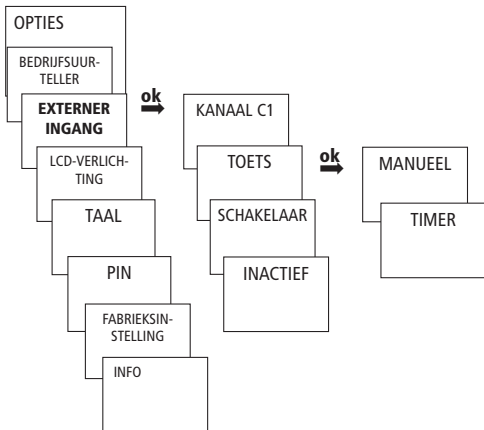 OPTIES
BEDRIJFSUUR-
TELLER
EXTERNER
INGANG
LCD-VERLICH-
TING
TAAL
PIN
FABRIEKSIN-
STELLING
INFO
ok
KANAAL C1
TOETS
SCHAKELAAR
INACTIEF
ok
MANUEEL
TIMER